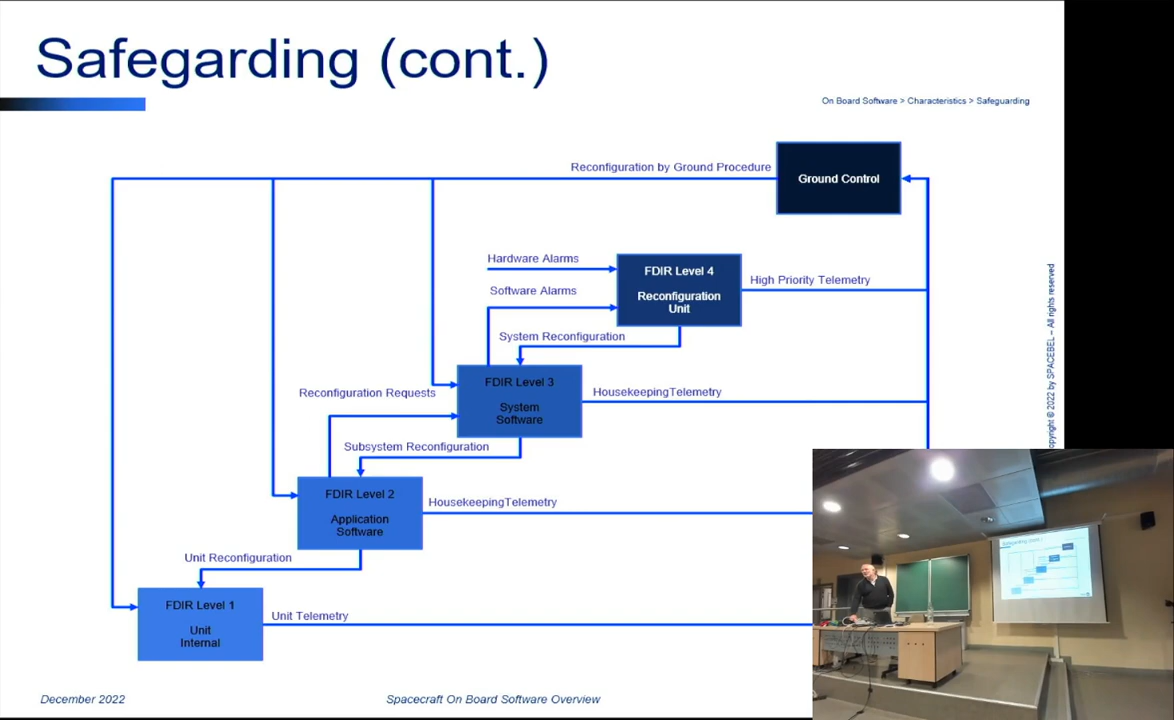 Safegarding (cont.)
On Board Software > Characteristics > Safeguarding
Reconfiguration by Ground Procedure
Ground Control
Hardware Alarms
FDIR Level 4
Reconfiguration
Unit
High Priority Telemetry
Software Alarms
System Reconfiguration
FDIR Level 3
System
Software
HousekeepingTelemetry
Reconfiguration Requests
Subsystem Reconfiguration
FDIR Level 2
Application
Software
HousekeepingTelemetry
Unit Reconfiguration
FDIR Level 1
Unit
Internal
Unit Telemetry
2022 by SPACEBEL – All rights reserved
December 2022
Spacecraft On Board Software Overview
Safegarding (cont.)